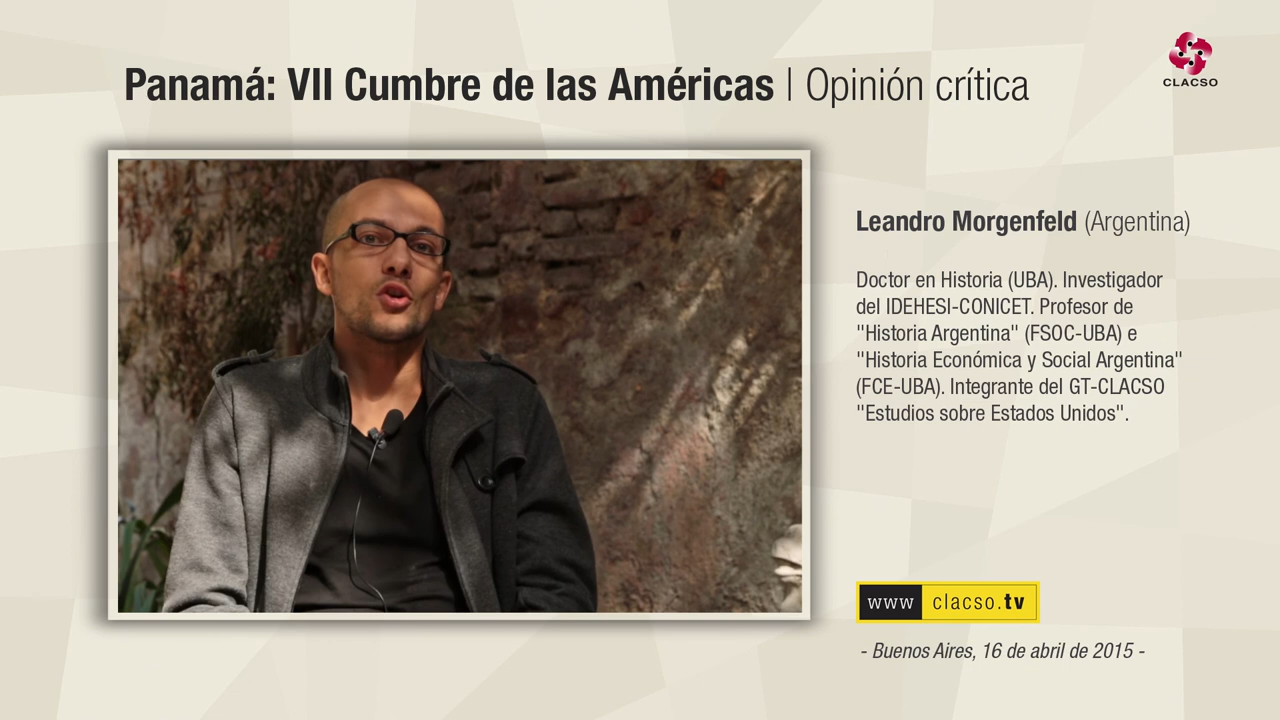 Panamá: VII Cumbre de las Américas | Opinión crítica
CLACSO
Leandro Morgenfeld (Argentina)
Doctor en Historia (UBA). Investigador
del IDEHESI-CONICET. Profesor de
"Historia Argentina" (FSOC-UBA) e
"Historia Económica y Social Argentina"
(FCE-UBA). Integrante del GT-CLACSO
"Estudios sobre Estados Unidos".
www clacso.tv
- Buenos Aires, 16 de abril de 2015 -